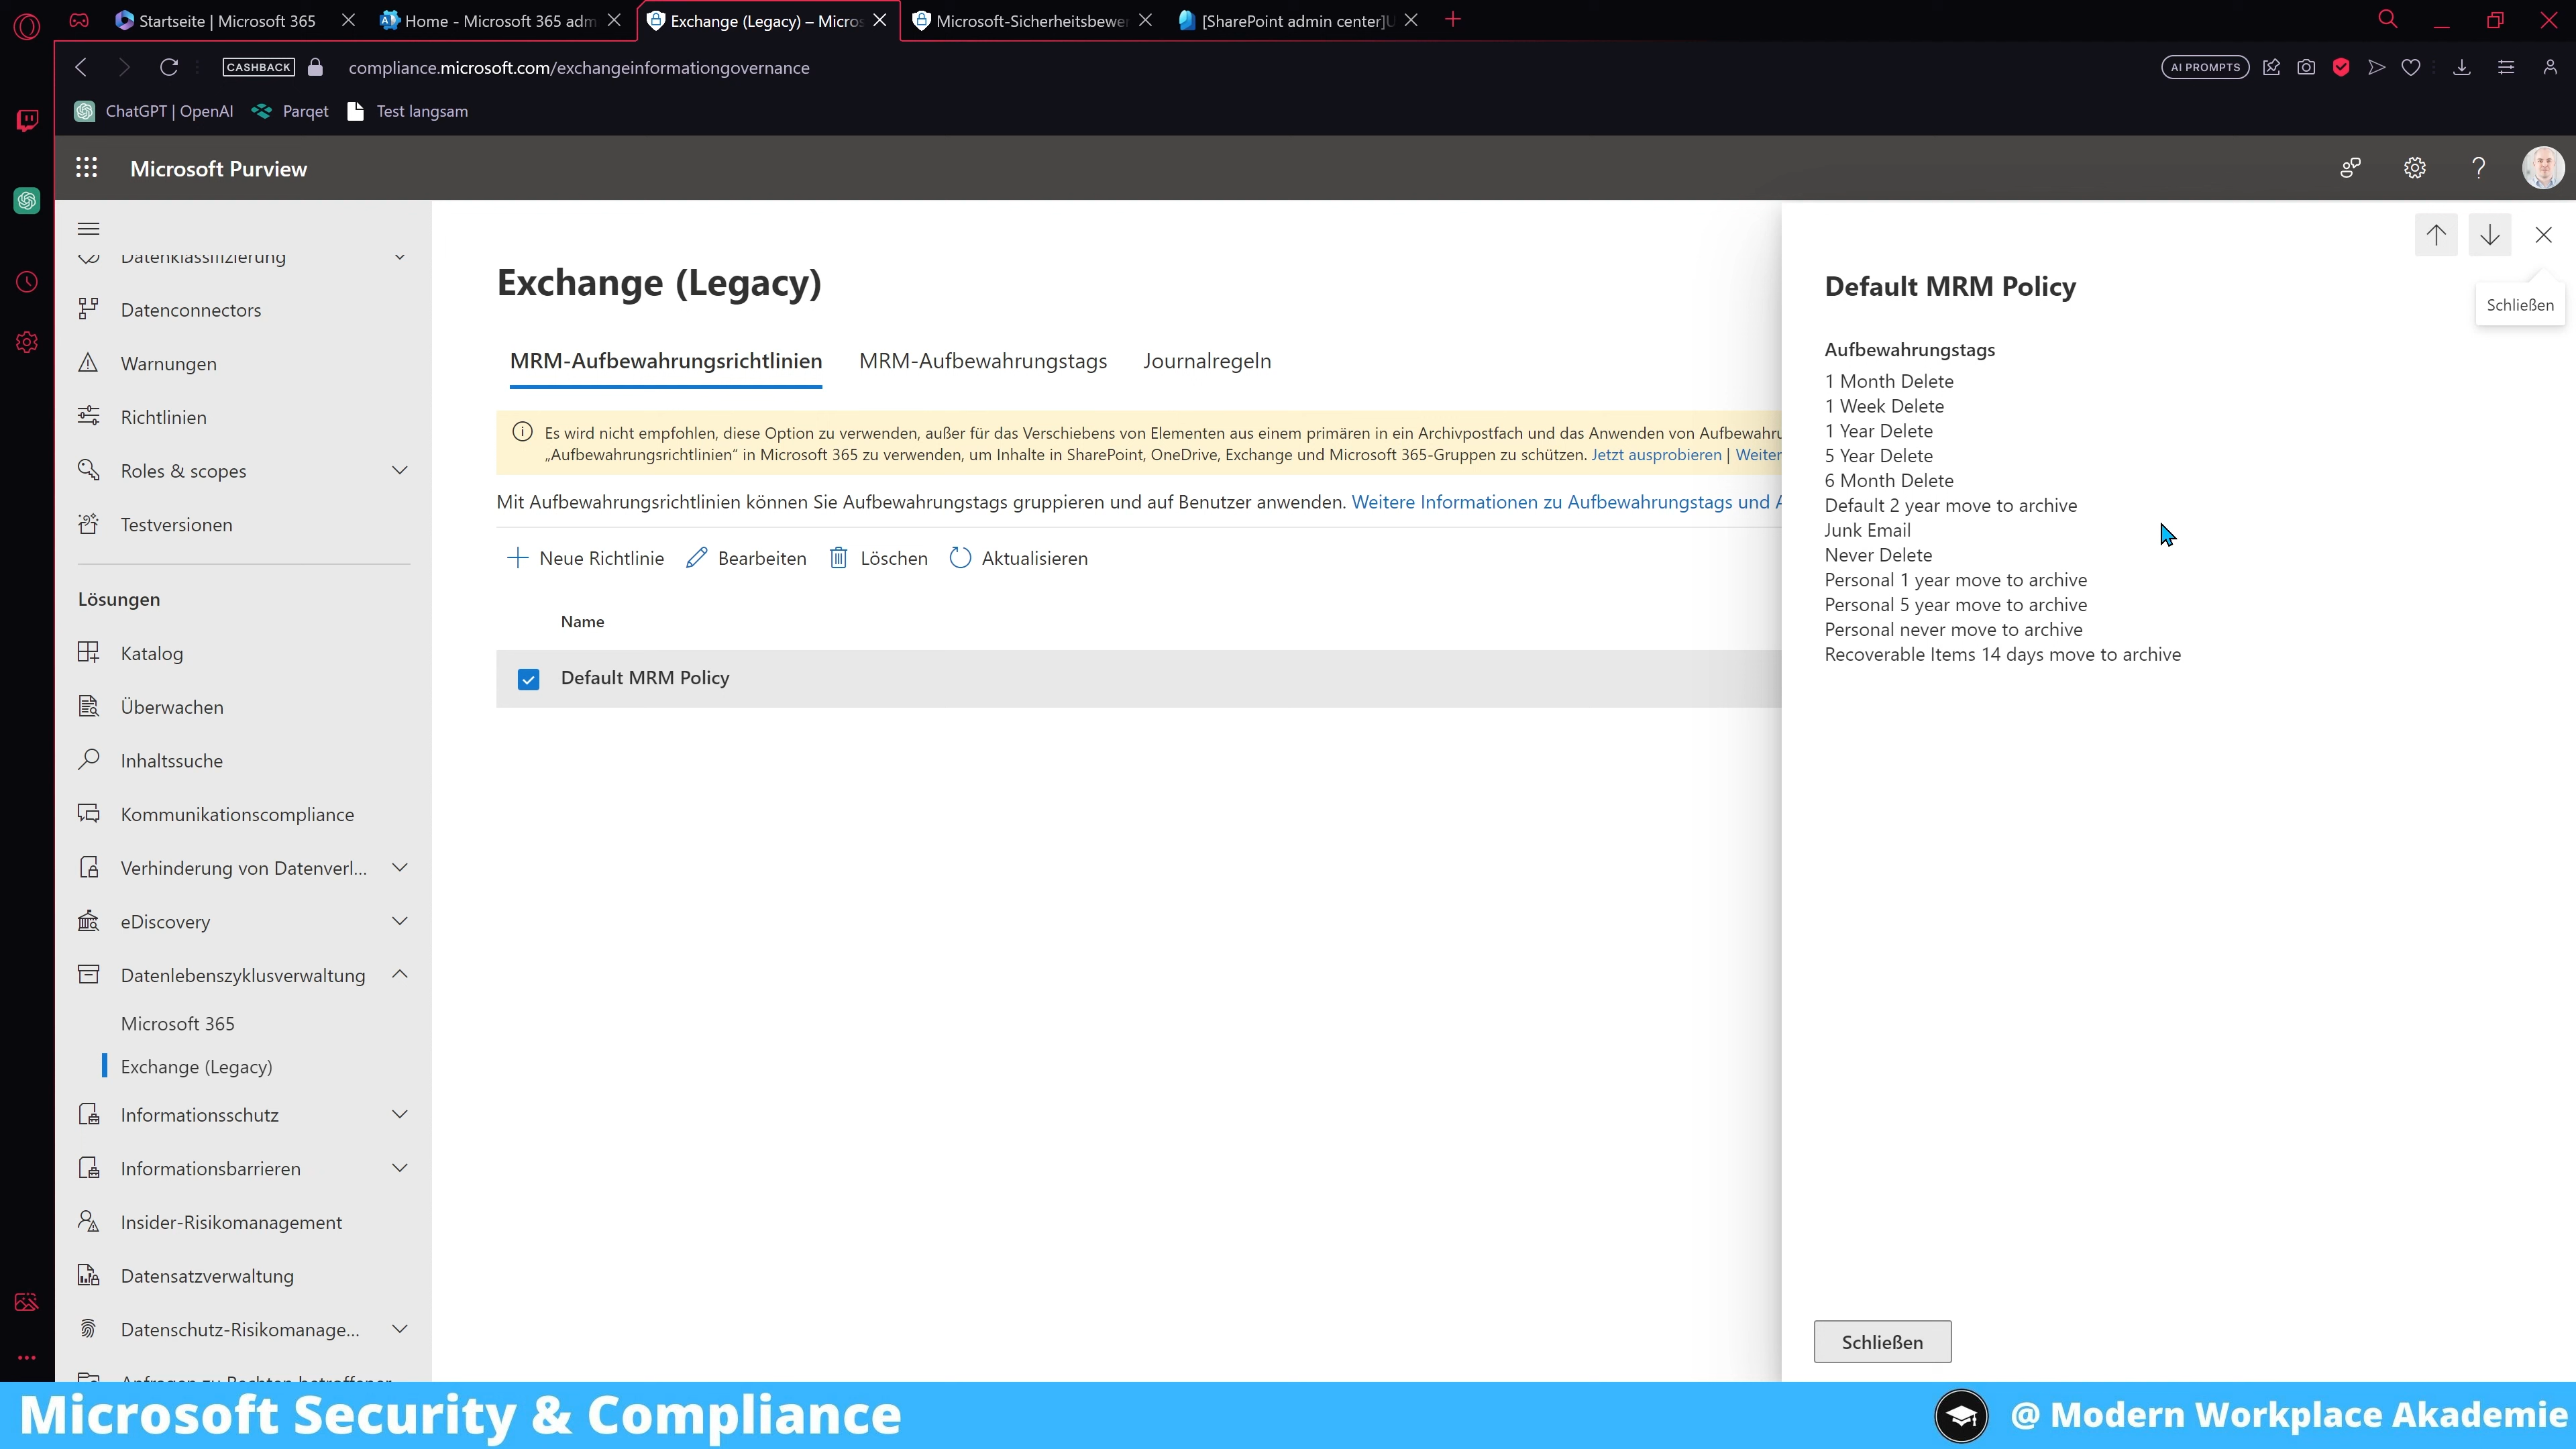 Startseite | Microsoft 365
Home - Microsoft 365 adm
Exchange (Legacy) – Micros
Microsoft-Sicherheitsbewer
[SharePoint admin center]U
CASHBACK
compliance.microsoft.com/exchangeinformationgovernance
AI PROMPTS
ChatGPT | OpenAI
Parqet
Test langsam
Microsoft Purview
Datenklassifizierung
Datenconnectors
Warnungen
Richtlinien
Roles & scopes
Testversionen
Lösungen
Katalog
Überwachen
Inhaltssuche
Kommunikationscompliance
Verhinderung von Datenverl...
eDiscovery
Datenlebenszyklusverwaltung
Microsoft 365
Exchange (Legacy)
Informationsschutz
Informationsbarrieren
Insider-Risikomanagement
Datensatzverwaltung
Datenschutz-Risikomanage...
Exchange (Legacy)
MRM-Aufbewahrungsrichtlinien
MRM-Aufbewahrungstags
Journalregeln
Es wird nicht empfohlen, diese Option zu verwenden, außer für das Verschiebens von Elementen aus einem primären in ein Archivpostfach und das Anwenden von Aufbewahru
„Aufbewahrungsrichtlinien" in Microsoft 365 zu verwenden, um Inhalte in SharePoint, OneDrive, Exchange und Microsoft 365-Gruppen zu schützen. Jetzt ausprobieren | Weiter
Mit Aufbewahrungsrichtlinien können Sie Aufbewahrungstags gruppieren und auf Benutzer anwenden. Weitere Informationen zu Aufbewahrungstags und A
Neue Richtlinie
Bearbeiten
Löschen
Aktualisieren
Name
Default MRM Policy
Default MRM Policy
Schließen
Aufbewahrungstags
1 Month Delete
1 Week Delete
1 Year Delete
5 Year Delete
6 Month Delete
Default 2 year move to archive
Junk Email
Never Delete
Personal 1 year move to archive
Personal 5 year move to archive
Personal never move to archive
Recoverable Items 14 days move to archive
Schließen
Microsoft Security & Compliance
@ Modern Workplace Akademie